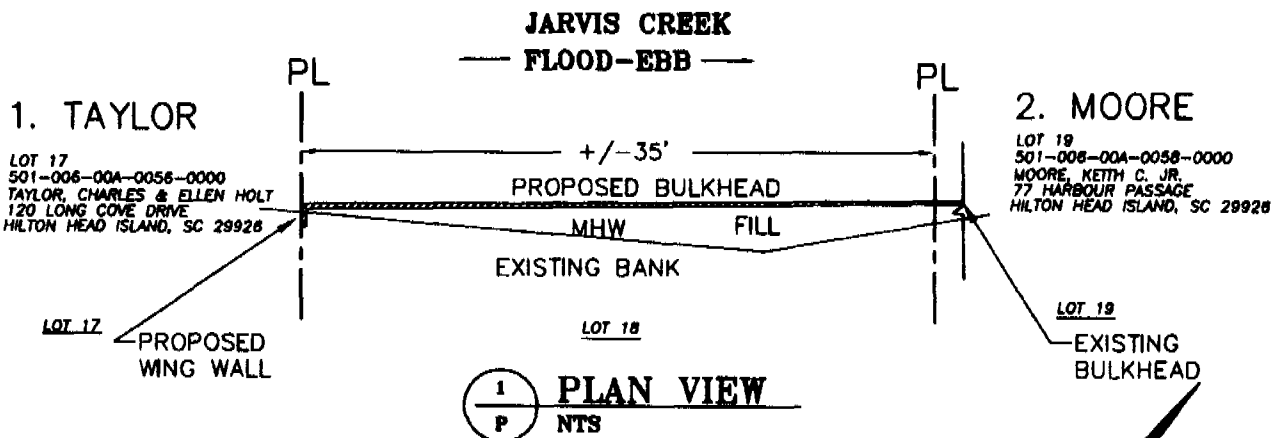 JARVIS CREEK
FLOOD-EBB
PL
PL
1. TAYLOR
LOT 17
501-006-00A-0056-0000
TAYLOR, CHARLES & ELLEN HOLT
120 LONG COVE DRIVE
HILTON HEAD ISLAND, SC 29926
2. MOORE
LOT 19
501-006-00A-0058-0000
MOORE, KEITH C. JR.
77 HARBOUR PASSAGE
HILTON HEAD ISLAND, SC 29926
+/-35'
PROPOSED BULKHEAD
MHW FILL
EXISTING BANK
LOT 17
PROPOSED
WING WALL
LOT 18
LOT 19
EXISTING
BULKHEAD
1
P
PLAN VIEW
NTS